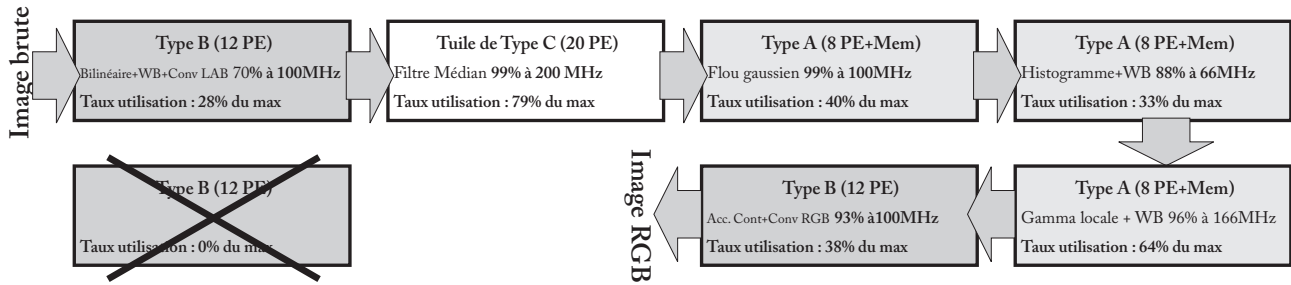 Image brute
Type B (12 PE)
Bilinéaire+WB+Conv LAB 70% à 100MHz
Taux utilisation : 28% du max
Tuile de Type C (20 PE)
Filtre Médian 99% à 200 MHz
Taux utilisation : 79% du max
Type A (8 PE+Mem)
Flou gaussien 99% à 100MHz
Taux utilisation : 40% du max
Type A (8 PE+Mem)
Histogramme+WB 88% à 66MHz
Taux utilisation : 33% du max
Type A (8 PE+Mem)
Gamma locale + WB 96% à 166MHz
Taux utilisation : 64% du max
Type B (12 PE)
Acc. Cont+Conv RGB 93% à100MHz
Taux utilisation : 38% du max
Image RGB
Type B (12 PE)
Taux utilisation : 0% du max